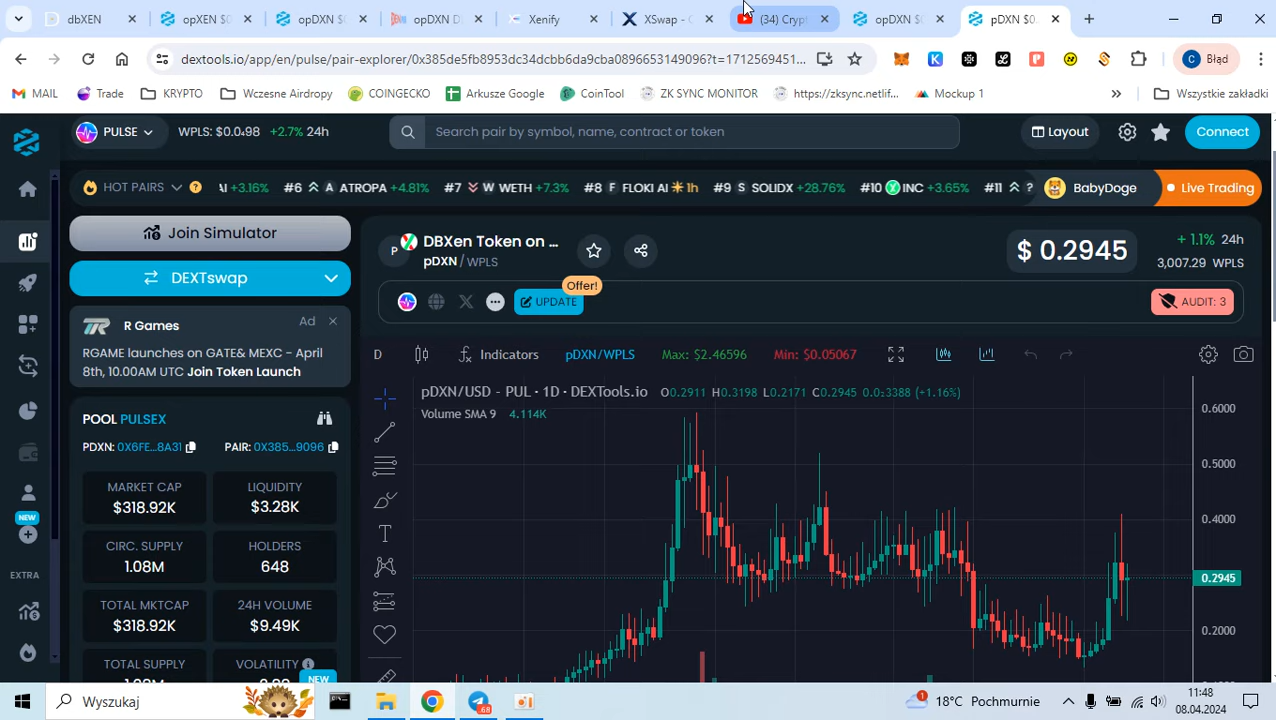 dbXEN
opXEN $0
opDXN $(
opDXN D
Xenify
XSwap - C
(34) Crypt
opDXN $(
pDXN $0.
dextools.io/app/en/pulse/pair-explorer/0x385de5fb8953dc34dcbb6da9cba0896653149096?t=1712569451...
Błąd
MAIL
Trade
KRYPTO
Wczesne Airdropy
COINGECKO
Arkusze Google
CoinTool
ZK SYNC MONITOR
https://zksync.netlif...
Mockup 1
»
Wszystkie zakładki
PULSE
WPLS: $0.0₄98 +2.7% 24h
Search pair by symbol, name, contract or token
Layout
Connect
HOT PAIRS
AI +3.16%
#6 ATROPA +4.81%
#7 WETH +7.3%
#8 FLOKI AI 1h
#9 SOLIDX +28.76%
#10 INC +3.65%
#11
BabyDoge
Live Trading
Join Simulator
DEXTswap
DBXen Token on ...
pDXN / WPLS
$ 0.2945
+ 1.1% 24h
3,007.29 WPLS
Offer!
UPDATE
AUDIT: 3
R Games
Ad
RGAME launches on GATE& MEXC - April
8th, 10.00AM UTC Join Token Launch
D
Indicators
pDXN/WPLS
Max: $2.46596
Min: $0.05067
pDXN/USD - PUL · 1D · DEXTools.io
O0.2911 H0.3198 L0.2171 C0.2945 0.0₂3388 (+1.16%)
Volume SMA 9 4.114K
POOL PULSEX
PDXN: 0X6FE...8A31
PAIR: 0X385...9096
MARKET CAP
$318.92K
LIQUIDITY
$3.28K
CIRC. SUPPLY
1.08M
HOLDERS
648
TOTAL MKTCAP
$318.92K
24H VOLUME
$9.49K
TOTAL SUPPLY
VOLATILITY
NEW
NEW
EXTRA
0.6000
0.5000
0.4000
0.2945
0.2000
Wyszukaj
68
1
18°C Pochmurnie
11:48
08.04.2024